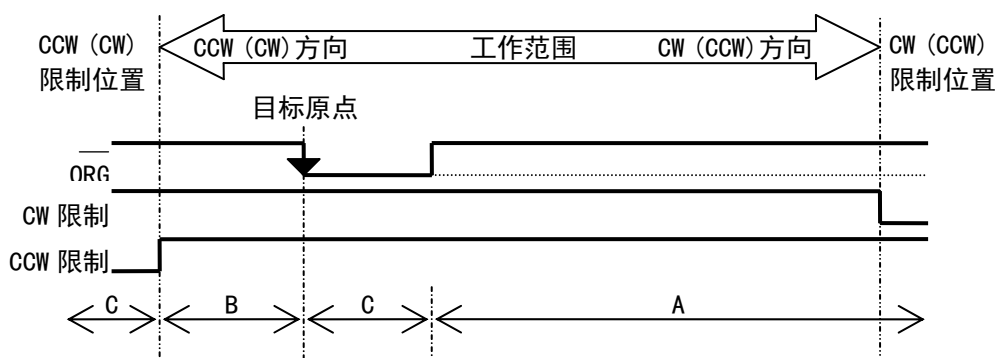 CCW (CW)
限制位置
CCW (CW) 方向
工作范围
CW (CCW) 方向
CW (CCW)
限制位置
目标原点
ORG
CW 限制
CCW 限制
C
B
C
A